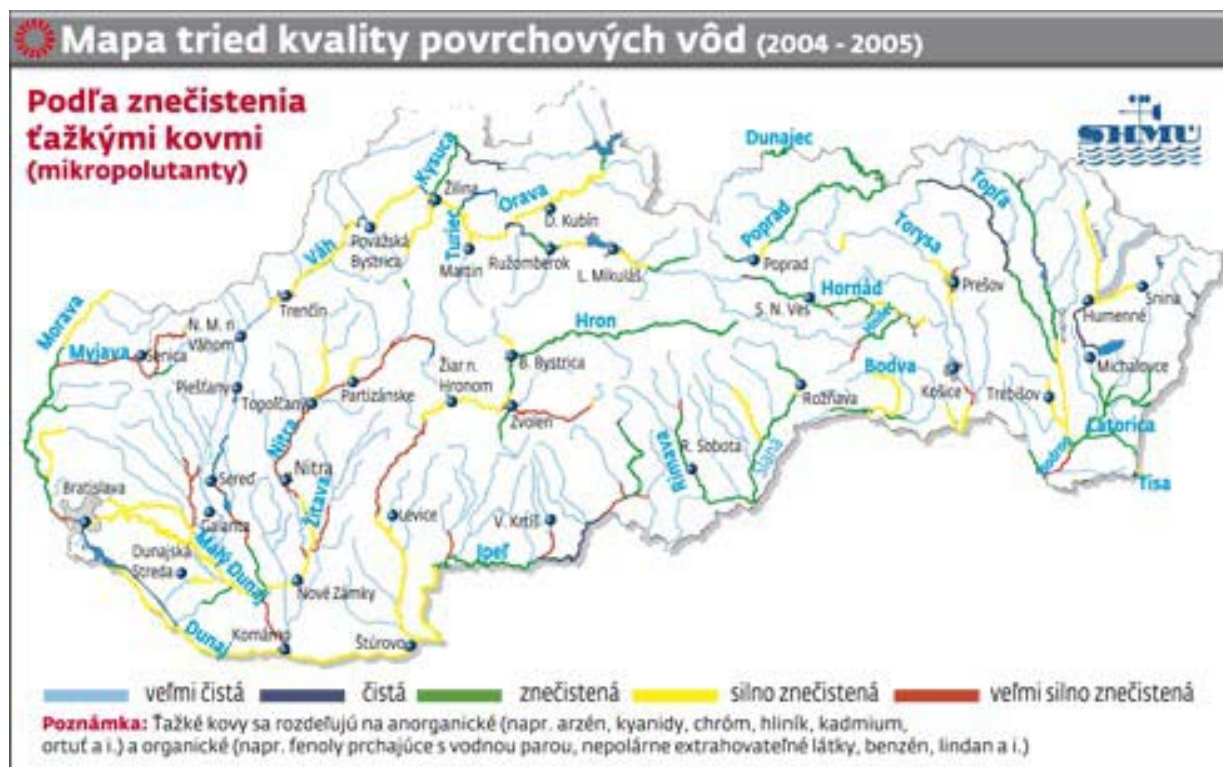 Mapa tried kvality povrchových vôd (2004 - 2005)
Podľa znečistenia
ťažkými kovmi
(mikropolutanty)
SHMÚ
Dunajec
Kysuca
Topľa
Žilina
Orava
D. Kubín
Poprad
Torysa
Váh
Považská
Bystrica
Turiec
Martin
Ružomberok
L. Mikuláš
Poprad
Prešov
Snina
Morava
Trenčín
Hornád
S. N. Ves
Humenné
N. M. n
Váhom
Hron
Myjava
Senica
Žiar n.
Hronom
B. Bystrica
Bodva
Michalovce
Piešťany
Topoľčany
Partizánske
Rožňava
Košice
Trebišov
Zvolen
Latorica
Nitra
Rimava
R. Sobota
Slaná
Bodrog
Sereď
Nitra
Tisa
Bratislava
Žitava
Galanta
Levice
V. Krtíš
Malý Dunaj
Dunajská
Streda
Ipeľ
Nové Zámky
Dunaj
Komárno
Štúrovo
veľmi čistá čistá znečistená silno znečistená veľmi silno znečistená
Poznámka: Ťažké kovy sa rozdeľujú na anorganické (napr. arzén, kyanidy, chróm, hliník, kadmium,
ortuť a i.) a organické (napr. fenoly prchajúce s vodnou parou, nepolárne extrahovateľné látky, benzén, lindan a i.)